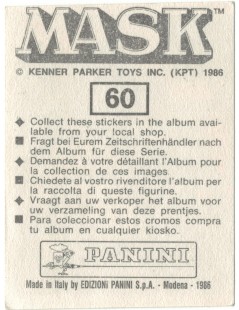 MASK™
© KENNER PARKER TOYS INC. (KPT) 1986
60
◆ Collect these stickers in the album avai-
lable from your local shop.
■ Fragt bei Eurem Zeitschriftenhändler nach
dem Album für diese Serie.
◆ Demandez à votre détaillant l'Album pour
la collection de ces images.
■ Chiedete al vostro rivenditore l'album per
la raccolta di queste figurine.
◆ Vraagt aan uw verkoper het album voor
uw verzameling van deze prentjes.
■ Para coleccionar estos cromos compra
tu album en cualquier kiosko.
PANINI
Made in Italy by EDIZIONI PANINI S.p.A. - Modena - 1986